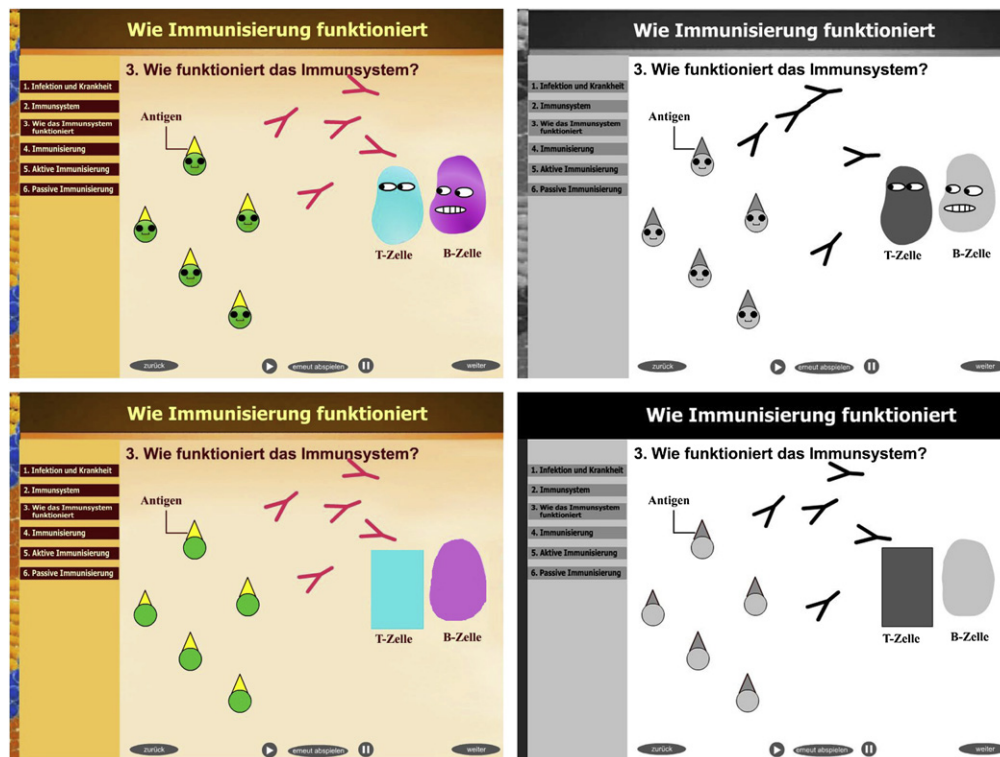 Wie Immunisierung funktioniert
3. Wie funktioniert das Immunsystem?
1. Infektion und Krankheit
2. Immunsystem
3. Wie das Immunsystem
funktioniert
4. Immunisierung
5. Aktive Immunisierung
6. Passive Immunisierung
Antigen
T-Zelle
B-Zelle
zurück
erneut abspielen
weiter
Wie Immunisierung funktioniert
3. Wie funktioniert das Immunsystem?
1. Infektion und Krankheit
2. Immunsystem
3. Wie das Immunsystem
funktioniert
4. Immunisierung
5. Aktive Immunisierung
6. Passive Immunisierung
Antigen
T-Zelle
B-Zelle
zurück
erneut abspielen
weiter
Wie Immunisierung funktioniert
3. Wie funktioniert das Immunsystem?
1. Infektion und Krankheit
2. Immunsystem
3. Wie das Immunsystem
funktioniert
4. Immunisierung
5. Aktive Immunisierung
6. Passive Immunisierung
Antigen
T-Zelle
B-Zelle
zurück
erneut abspielen
weiter
Wie Immunisierung funktioniert
3. Wie funktioniert das Immunsystem?
1. Infektion und Krankheit
2. Immunsystem
3. Wie das Immunsystem
funktioniert
4. Immunisierung
5. Aktive Immunisierung
6. Passive Immunisierung
Antigen
T-Zelle
B-Zelle
zurück
erneut abspielen
weiter